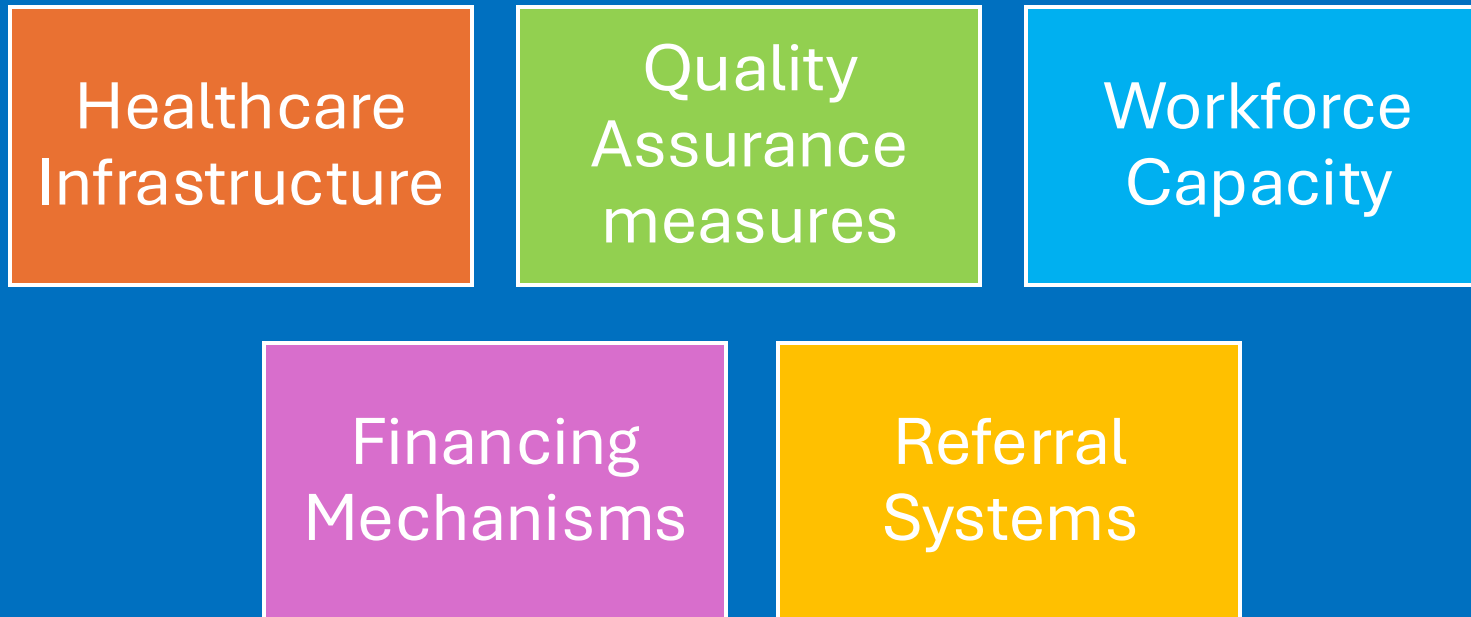 Healthcare
Infrastructure
Quality
Assurance
measures
Workforce
Capacity
Financing
Mechanisms
Referral
Systems